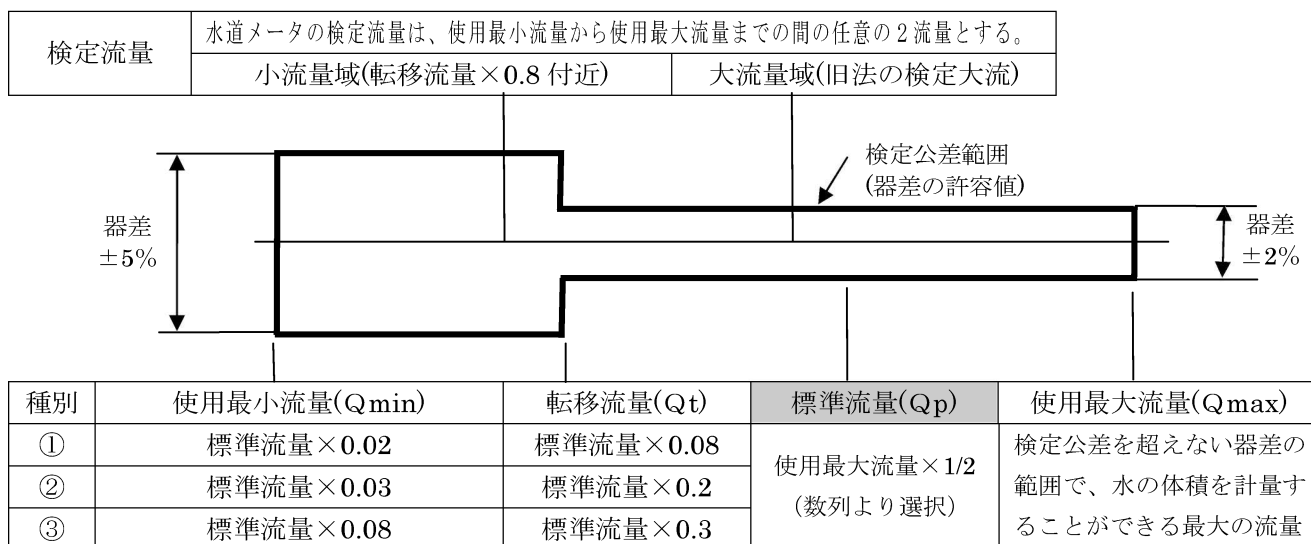 検定流量
水道メータの検定流量は、使用最小流量から使用最大流量までの間の任意の2流量とする。
小流量域(転移流量×0.8付近)
大流量域(旧法の検定大流)
検定公差範囲
(器差の許容値)
器差
±5%
器差
±2%
種別
使用最小流量(Qmin)
転移流量(Qt)
標準流量(Qp)
使用最大流量(Qmax)
①
標準流量×0.02
標準流量×0.08
②
標準流量×0.03
標準流量×0.2
③
標準流量×0.08
標準流量×0.3
使用最大流量×1/2
(数列より選択)
検定公差を超えない器差の
範囲で、水の体積を計量す
ることができる最大の流量